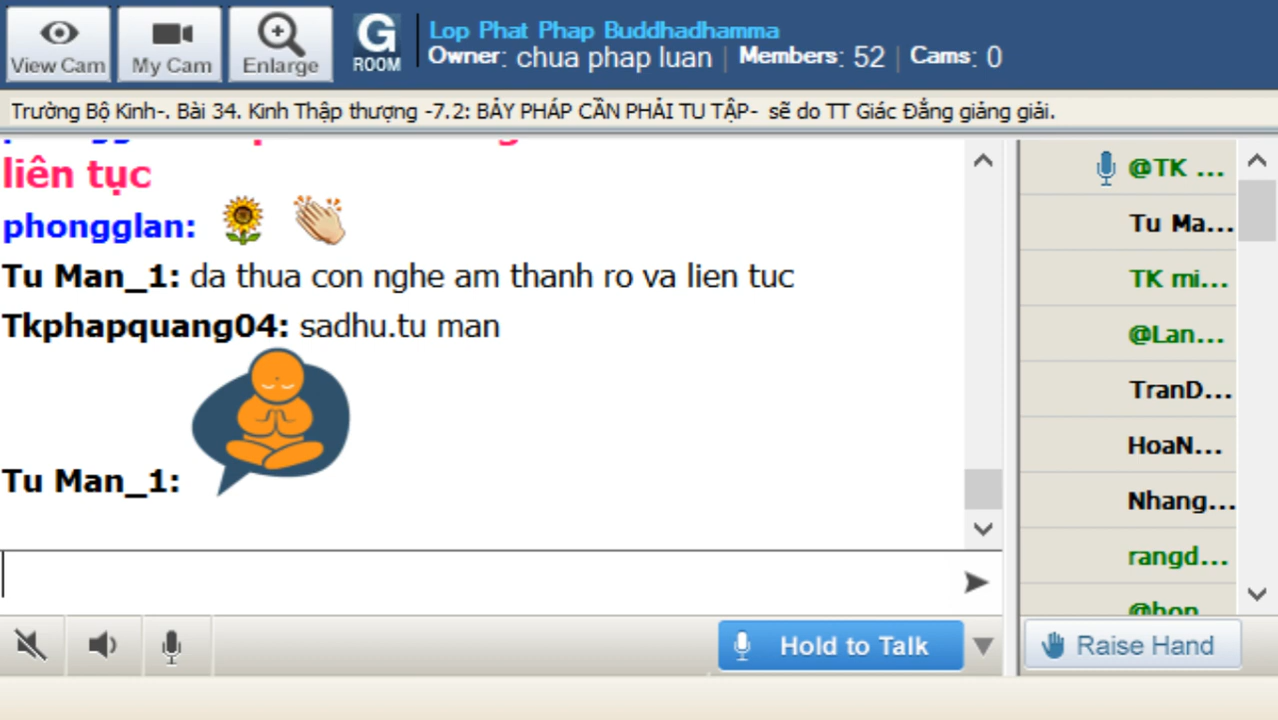 View Cam
My Cam
Enlarge
G
ROOM
Lop Phat Phap Buddhadhamma
Owner: chua phap luan | Members: 52 | Cams: 0
Trường Bộ Kinh-. Bài 34. Kinh Thập thượng -7.2: BẢY PHÁP CẦN PHẢI TU TẬP- sẽ do TT Giác Đẳng giảng giải.
liên tục
phongglan:
Tu Man_1: da thua con nghe am thanh ro va lien tuc
Tkphapquang04: sadhu.tu man
Tu Man_1:
@TK ...
Tu Ma...
TK mi...
@Lan...
TranD...
HoaN...
Nhang...
rangd...
Hold to Talk
Raise Hand